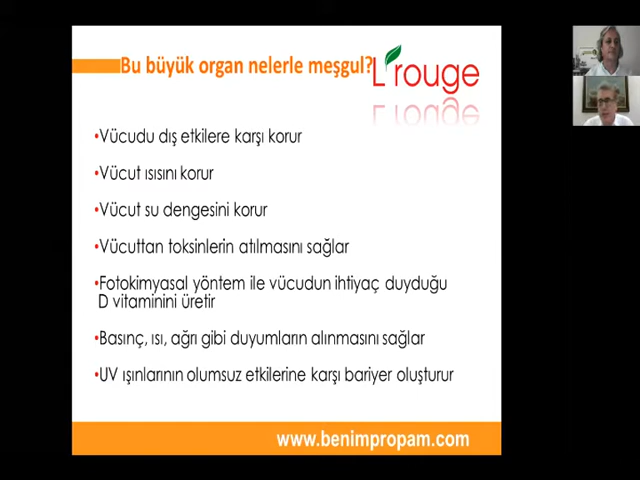 Bu büyük organ nelerle meşgul?
L'rouge
•Vücudu dış etkilere karşı korur
•Vücut ısısını korur
•Vücut su dengesini korur
•Vücuttan toksinlerin atılmasını sağlar
•Fotokimyasal yöntem ile vücudun ihtiyaç duyduğu
D vitaminini üretir
•Basınç, ısı, ağrı gibi duyumların alınmasını sağlar
•UV ışınlarının olumsuz etkilerine karşı bariyer oluşturur
www.benimpropam.com